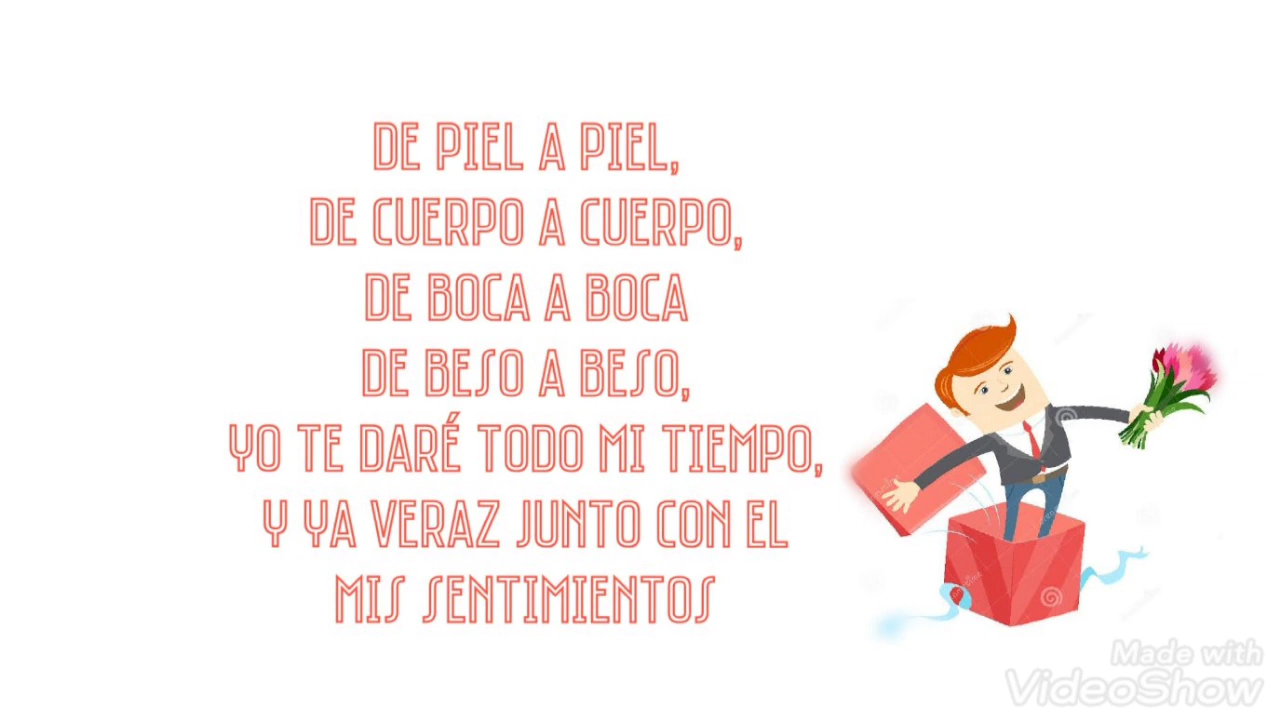 DE PIEL A PIEL,
DE CUERPO A CUERPO,
DE BOCA A BOCA
DE BESO A BESO,
YO TE DARÉ TODO MI TIEMPO,
Y YA VERAZ JUNTO CON EL
MIS SENTIMIENTOS
Made with
VideoShow